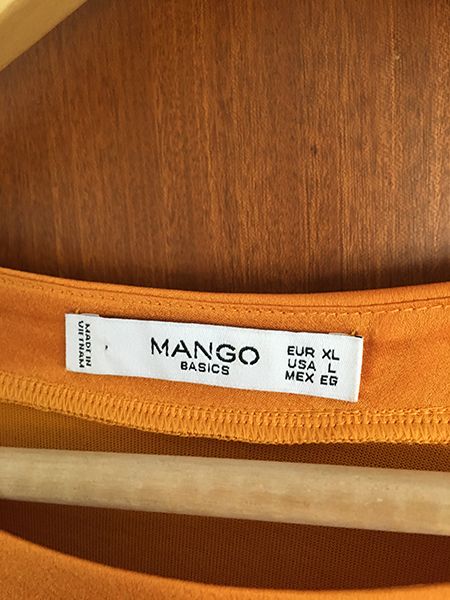 MADE IN
VIETNAM
MANGO
BASICS
EUR XL
USA L
MEX EG